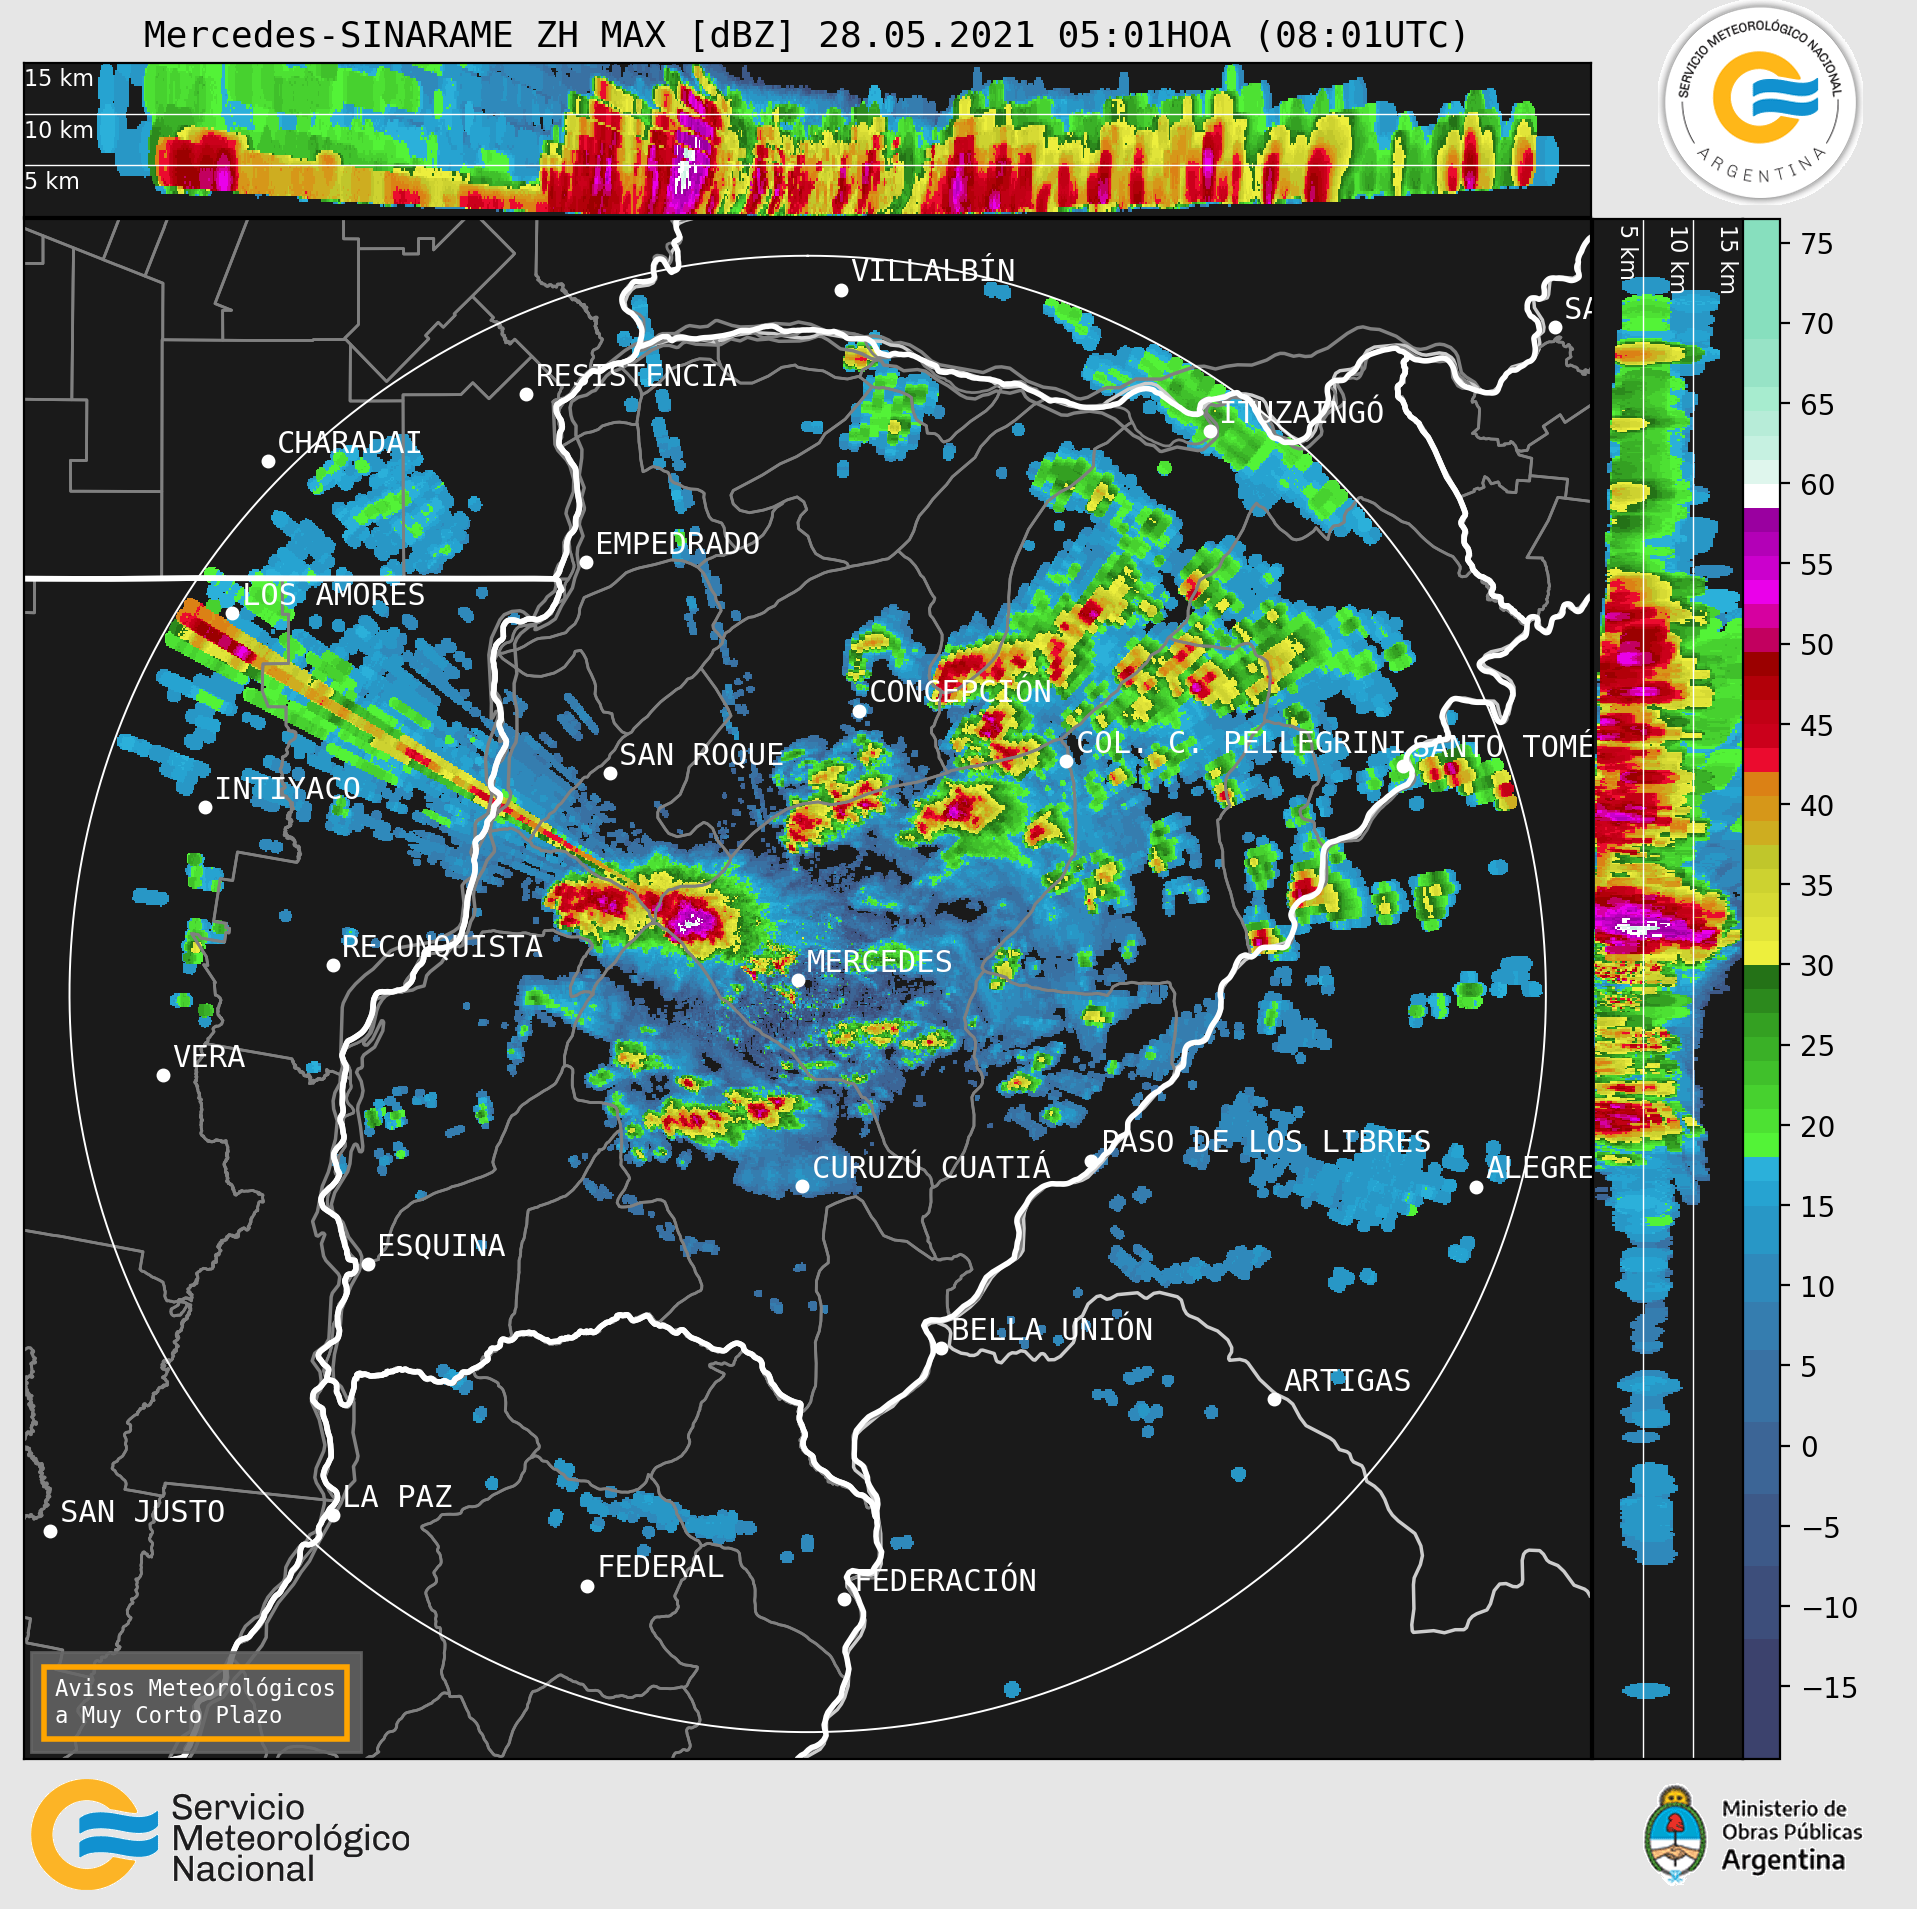 Mercedes-SINARAME ZH MAX [dBZ] 28.05.2021 05:01HOA (08:01UTC)
SERVICIO METEOROLÓGICO NACIONAL
ARGENTINA
15 km
10 km
5 km
5 km
10 km
15 km
VILLALBÍN
SA
RESISTENCIA
ITUZAINGÓ
CHARADAI
EMPEDRADO
LOS AMORES
CONCEPCIÓN
COL. C. PELLEGRINI
SANTO TOMÉ
SAN ROQUE
INTIYACO
RECONQUISTA
MERCEDES
VERA
PASO DE LOS LIBRES
CURUZÚ CUATIÁ
ALEGRE
ESQUINA
BELLA UNIÓN
ARTIGAS
SAN JUSTO
LA PAZ
FEDERAL
FEDERACIÓN
75
70
65
60
55
50
45
40
35
30
25
20
15
10
5
0
−5
−10
−15
Avisos Meteorológicos
a Muy Corto Plazo
Servicio
Meteorológico
Nacional
Ministerio de
Obras Públicas
Argentina